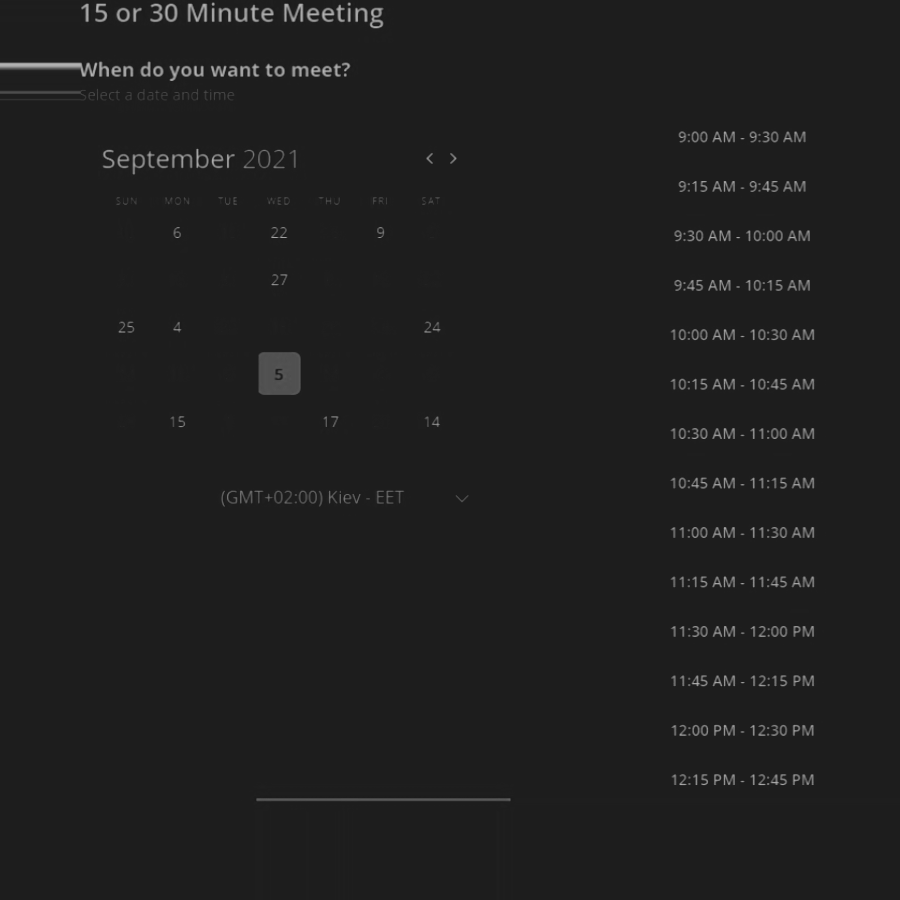 15 or 30 Minute Meeting
When do you want to meet?
Select a date and time
September 2021
SUN MON TUE WED THU FRI SAT
6 22 9
27
25 4 24
5
15 17 14
(GMT+02:00) Kiev - EET
9:00 AM - 9:30 AM
9:15 AM - 9:45 AM
9:30 AM - 10:00 AM
9:45 AM - 10:15 AM
10:00 AM - 10:30 AM
10:15 AM - 10:45 AM
10:30 AM - 11:00 AM
10:45 AM - 11:15 AM
11:00 AM - 11:30 AM
11:15 AM - 11:45 AM
11:30 AM - 12:00 PM
11:45 AM - 12:15 PM
12:00 PM - 12:30 PM
12:15 PM - 12:45 PM